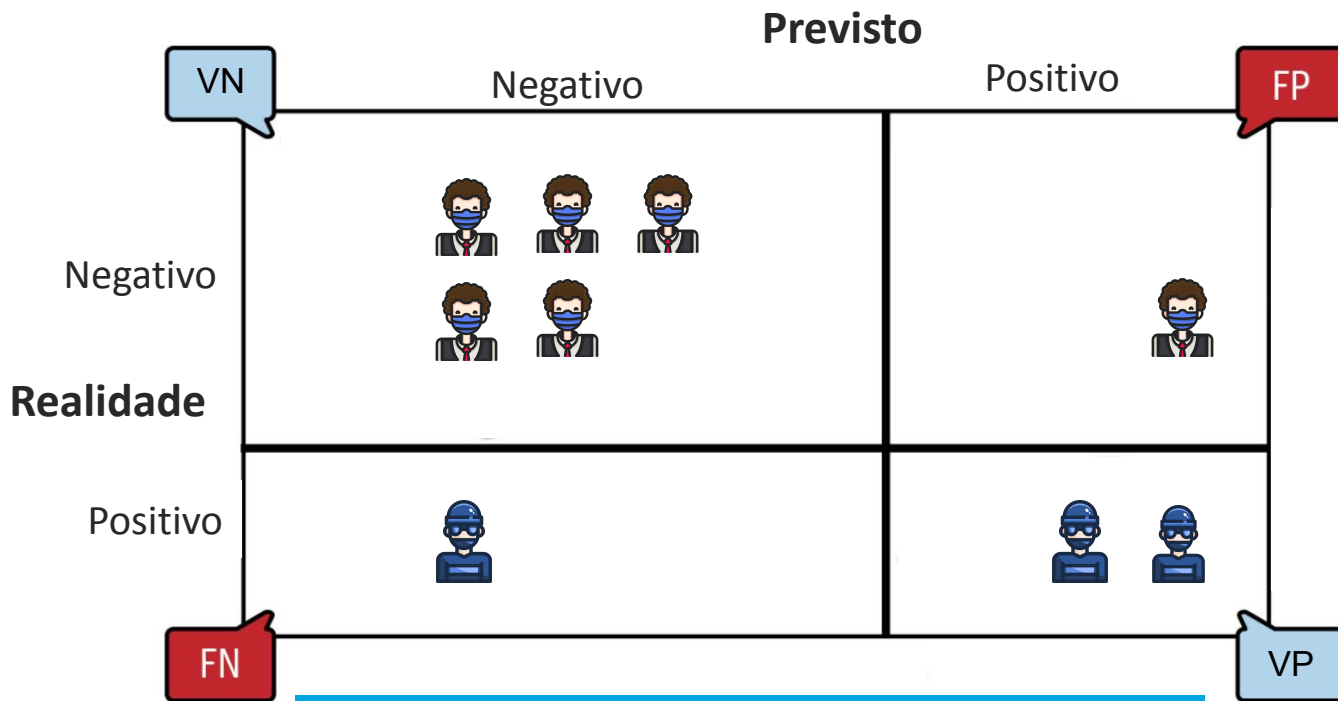 Previsto
VN
Negativo
Positivo
FP
Negativo
Realidade
Positivo
FN
VP